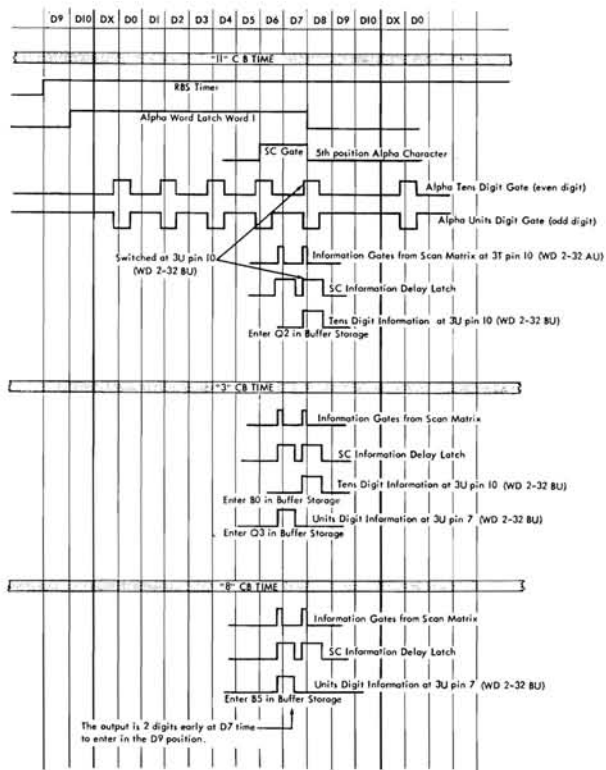 D9 D10 DX D0 D1 D2 D3 D4 D5 D6 D7 D8 D9 D10 DX D0
"11" C B TIME
RBS Timer
Alpha Word Latch Word 1
SC Gate
5th position Alpha Character
Alpha Tens Digit Gate (even digit)
Alpha Units Digit Gate (odd digit)
Switched at 3U pin 10
(WD 2-32 BU)
Information Gates from Scan Matrix at 3T pin 10 (WD 2-32 AU)
SC Information Delay Latch
Tens Digit Information at 3U pin 10 (WD 2-32 BU)
Enter Q2 in Buffer Storage
"3" CB TIME
Information Gates from Scan Matrix
SC Information Delay Latch
Tens Digit Information at 3U pin 10 (WD 2-32 BU)
Enter B0 in Buffer Storage
Units Digit Information at 3U pin 7 (WD 2-32 BU)
Enter Q3 in Buffer Storage
"8" CB TIME
Information Gates from Scan Matrix
SC Information Delay Latch
Units Digit Information at 3U pin 7 (WD 2-32 BU)
Enter B5 in Buffer Storage
The output is 2 digits early at D7 time
to enter in the D9 position.